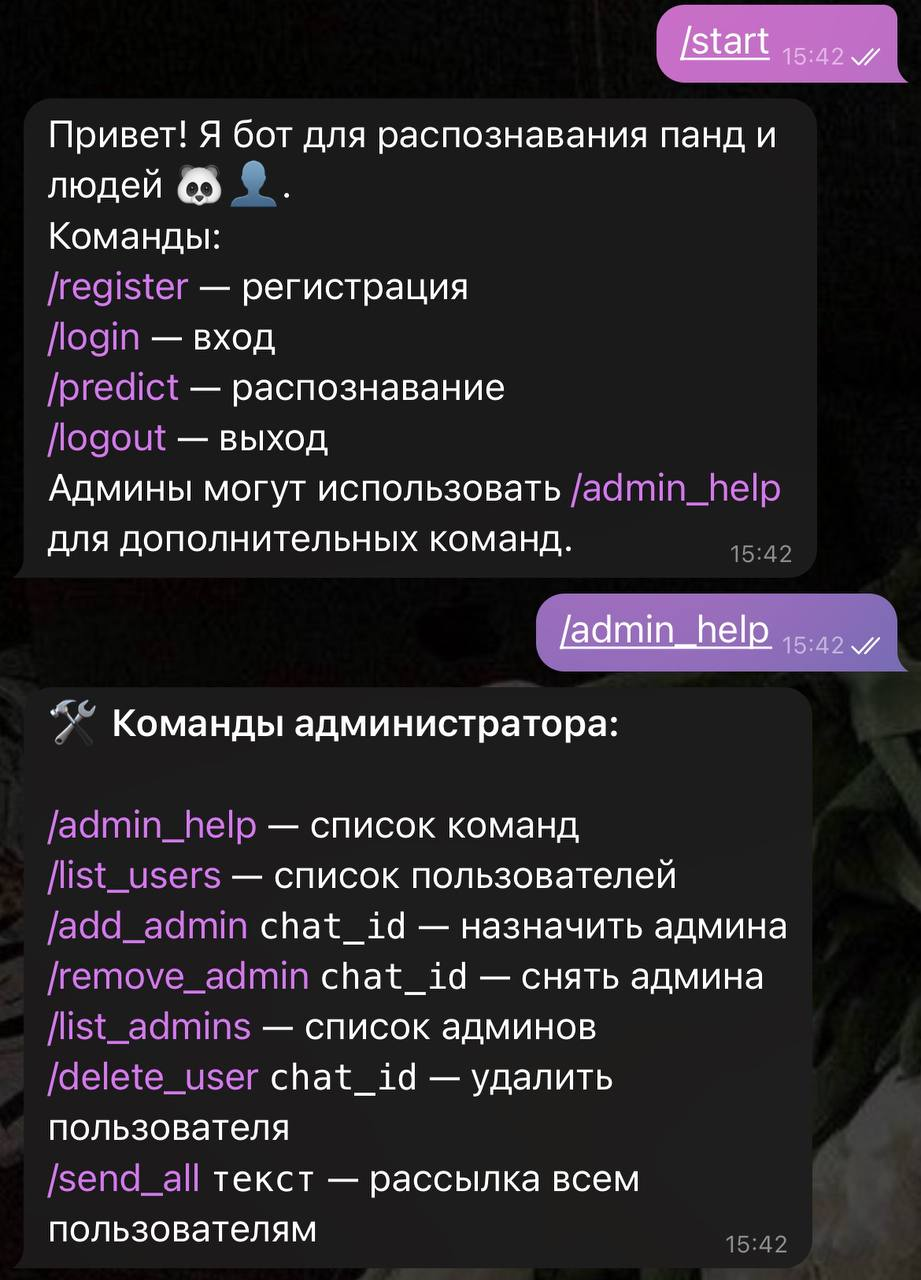 /start 15:42
Привет! Я бот для распознавания панд и
людей 🐼👤.
Команды:
/register — регистрация
/login — вход
/predict — распознавание
/logout — выход
Админы могут использовать /admin_help
для дополнительных команд.
15:42
/admin_help 15:42
🛠 Команды администратора:
/admin_help — список команд
/list_users — список пользователей
/add_admin chat_id — назначить админа
/remove_admin chat_id — снять админа
/list_admins — список админов
/delete_user chat_id — удалить
пользователя
/send_all текст — рассылка всем
пользователям
15:42